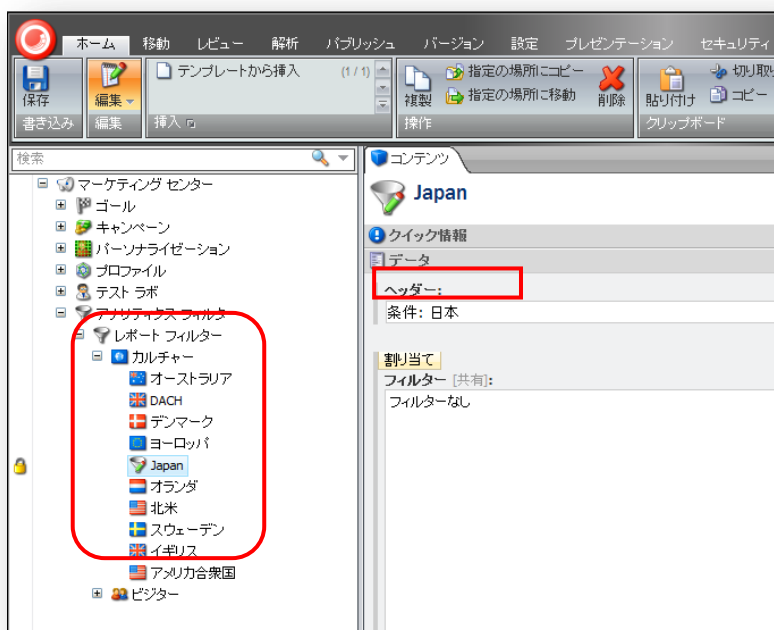 ホーム 移動 レビュー 解析 パブリッシュ バージョン 設定 プレゼンテーション セキュリティ
テンプレートから挿入 (1 / 1) 指定の場所にコピー 切り取り
保存 編集 複製 指定の場所に移動 削除 貼り付け コピー
書き込み 編集 挿入 操作 クリップボード
検索
マーケティング センター
ゴール
キャンペーン
パーソナライゼーション
プロファイル
テスト ラボ
アナリティクス フィルター
レポート フィルター
カルチャー
オーストラリア
DACH
デンマーク
ヨーロッパ
Japan
オランダ
北米
スウェーデン
イギリス
アメリカ合衆国
ビジター
コンテンツ
Japan
クイック情報
データ
ヘッダー:
条件: 日本
割り当て
フィルター [共有]:
フィルターなし